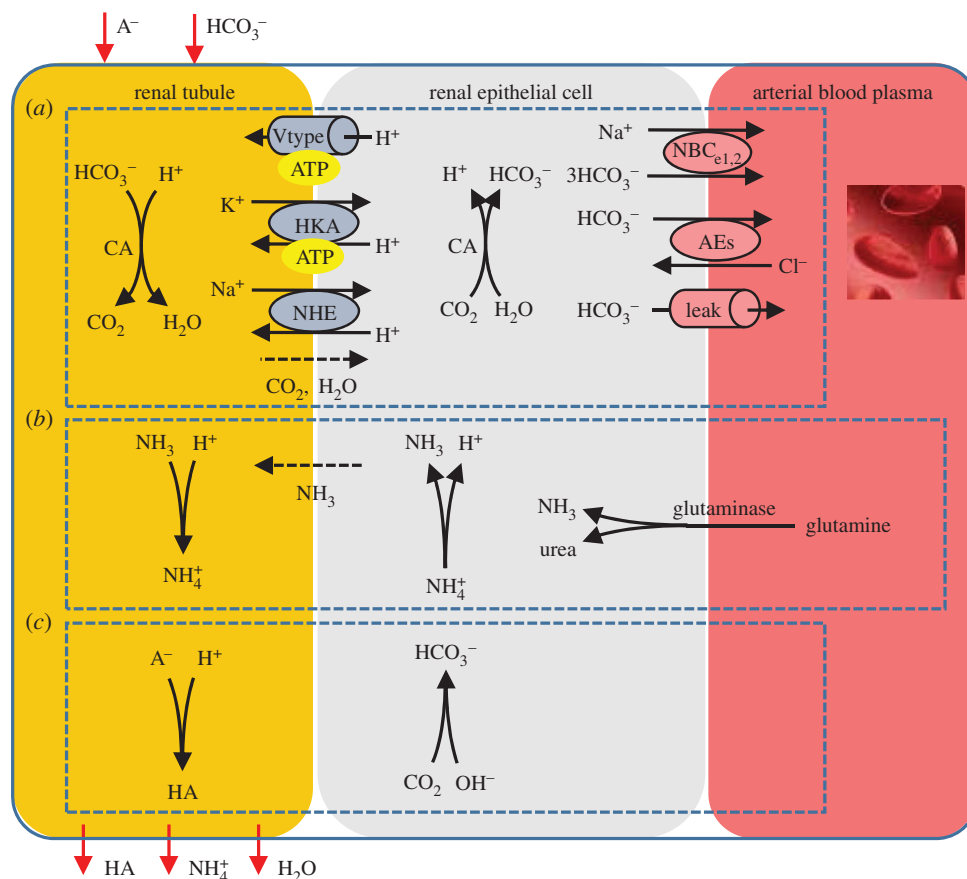 A⁻ HCO₃⁻
renal tubule renal epithelial cell arterial blood plasma
(a)
Vtype H⁺
ATP
HCO₃⁻ H⁺
K⁺
HKA
H⁺
ATP
CA
Na⁺
NHE
H⁺
CO₂ H₂O
CO₂, H₂O
H⁺ HCO₃⁻
CA
CO₂ H₂O
Na⁺
NBCₑ₁,₂
3HCO₃⁻
HCO₃⁻
AEs
Cl⁻
HCO₃⁻ leak
(b)
NH₃ H⁺
NH₃
NH₄⁺
NH₃ H⁺
NH₄⁺
NH₃ glutaminase
glutamine
urea
(c)
A⁻ H⁺
HA
HCO₃⁻
CO₂ OH⁻
HA NH₄⁺ H₂O